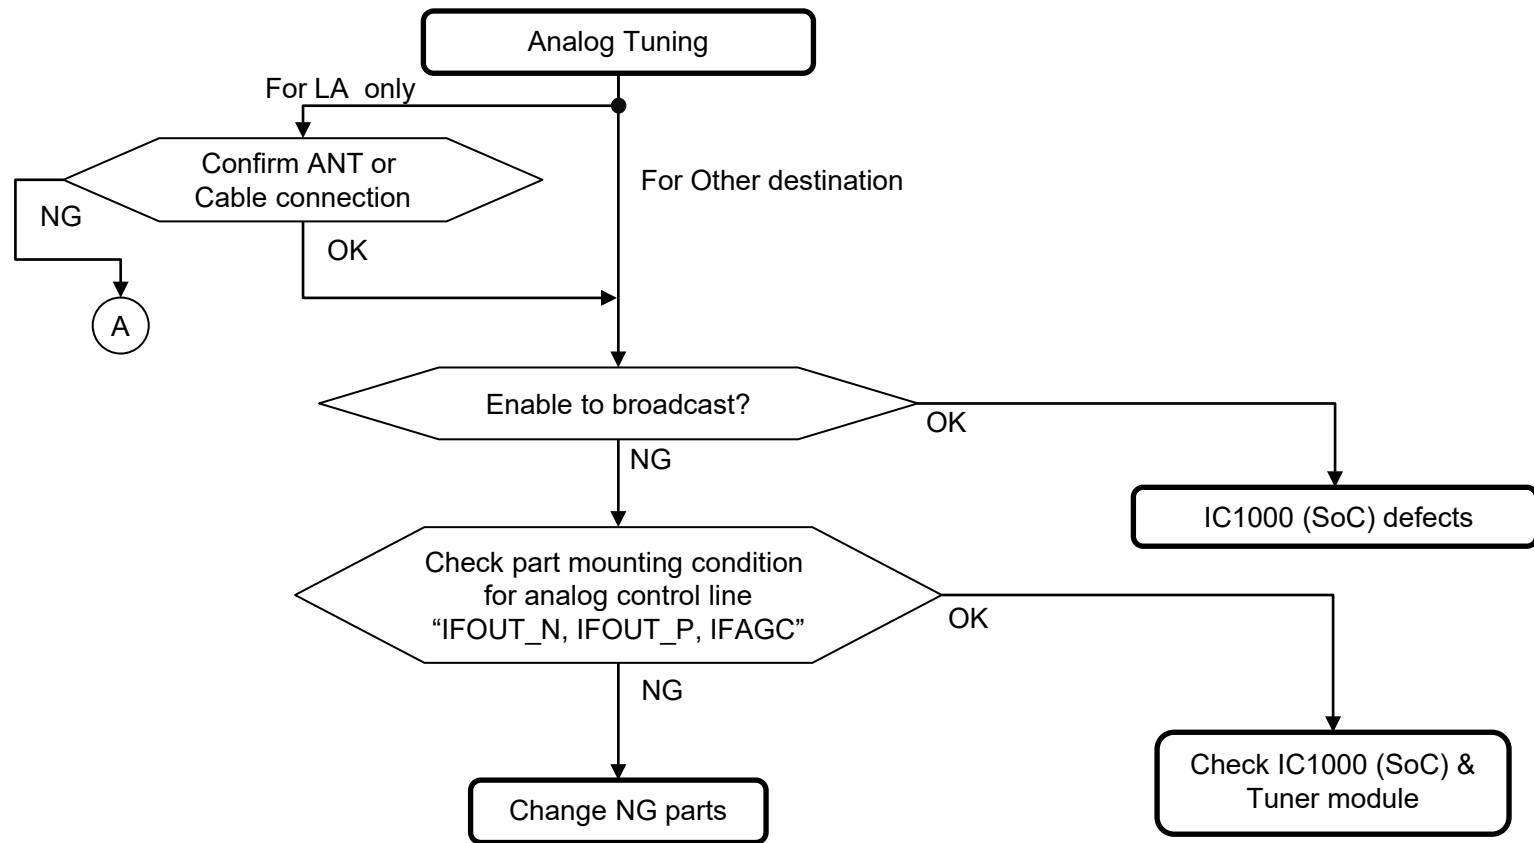 Analog Tuning
For LA only
Confirm ANT or
Cable connection
For Other destination
NG
OK
A
Enable to broadcast?
OK
NG
IC1000 (SoC) defects
Check part mounting condition
for analog control line
“IFOUT_N, IFOUT_P, IFAGC”
OK
NG
Check IC1000 (SoC) &
Tuner module
Change NG parts